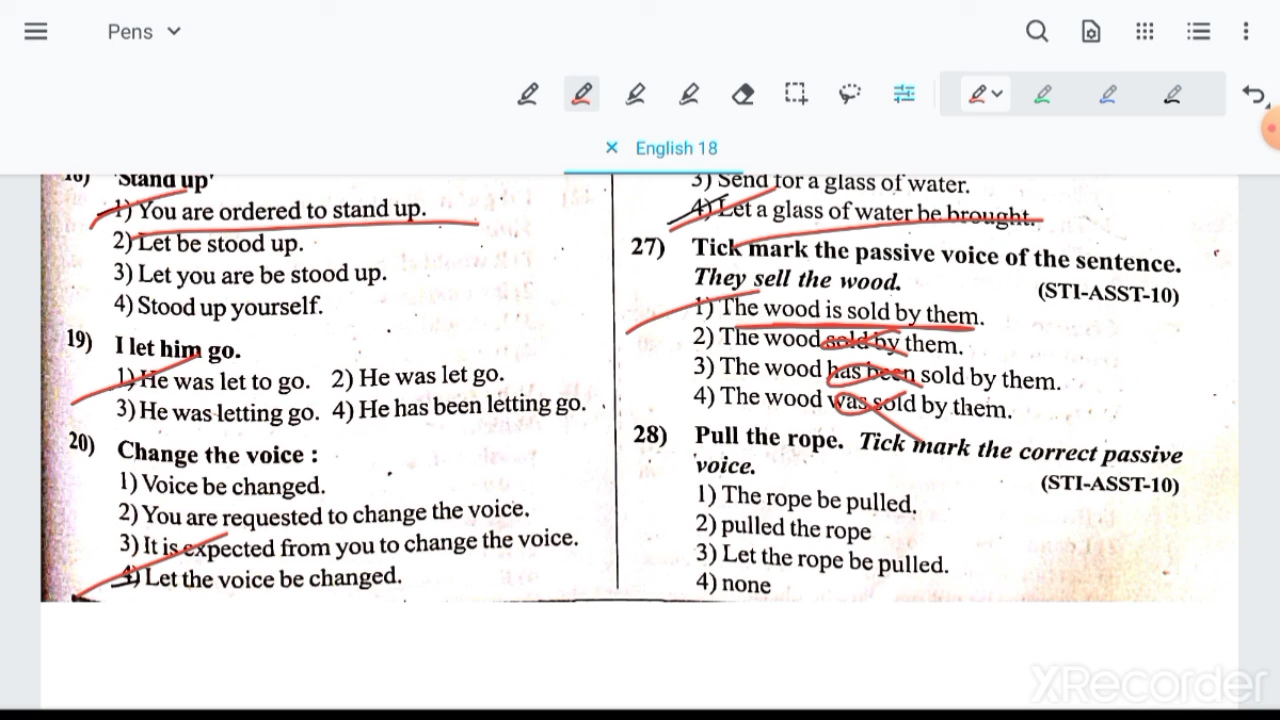 Pens
English 18
18) 'Stand up'
1) You are ordered to stand up.
2) Let be stood up.
3) Let you are be stood up.
4) Stood up yourself.
19) I let him go.
1) He was let to go. 2) He was let go.
3) He was letting go. 4) He has been letting go.
20) Change the voice :
1) Voice be changed.
2) You are requested to change the voice.
3) It is expected from you to change the voice.
4) Let the voice be changed.
3) Send for a glass of water.
4) Let a glass of water be brought.
27) Tick mark the passive voice of the sentence.
They sell the wood. (STI-ASST-10)
1) The wood is sold by them.
2) The wood sold by them.
3) The wood has been sold by them.
4) The wood was sold by them.
28) Pull the rope. Tick mark the correct passive
voice. (STI-ASST-10)
1) The rope be pulled.
2) pulled the rope
3) Let the rope be pulled.
4) none
XRecorder